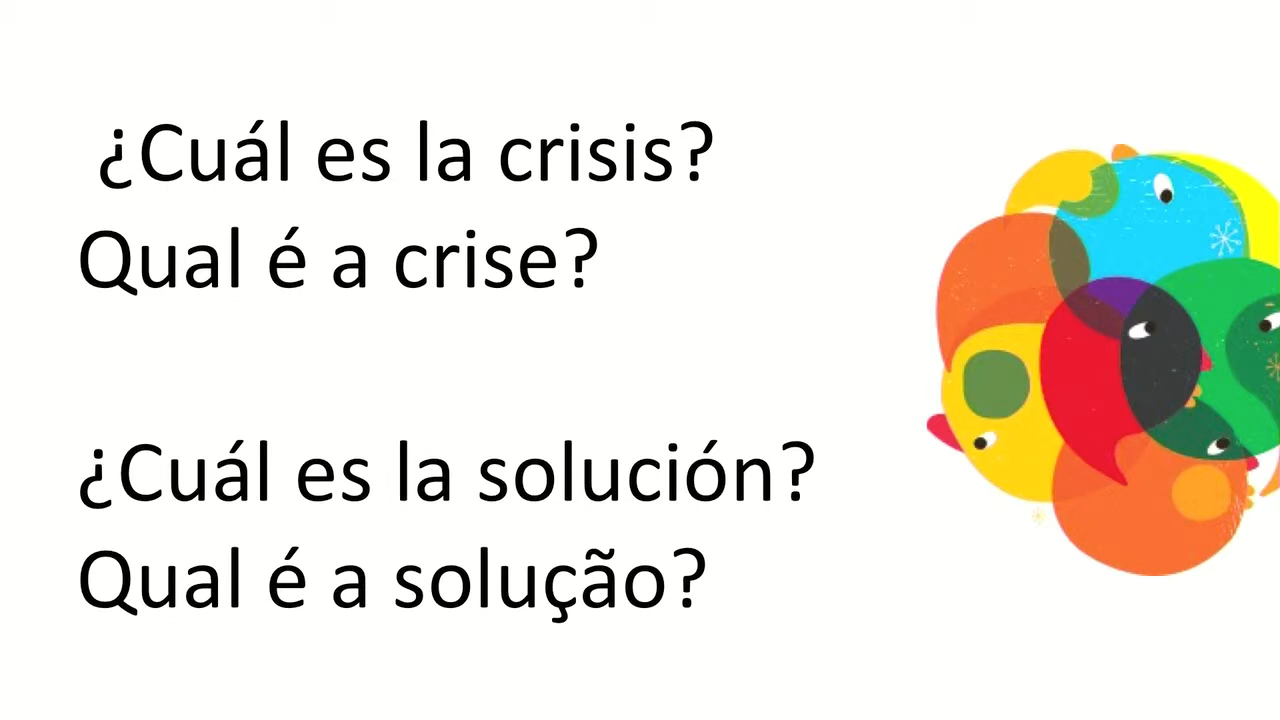 ¿Cuál es la crisis?
Qual é a crise?
¿Cuál es la solución?
Qual é a solução?